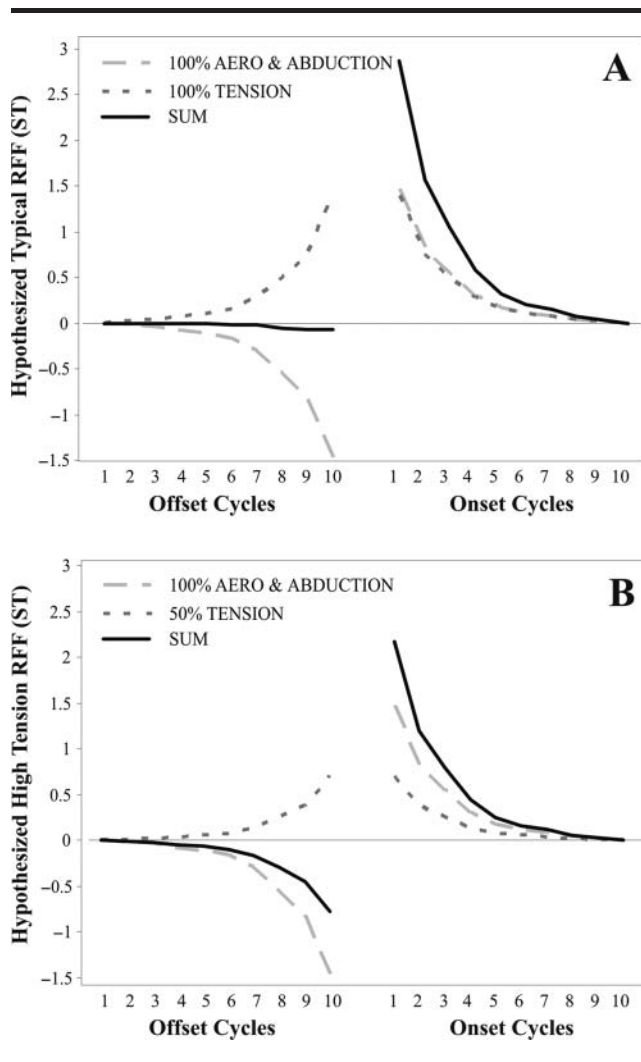 A
Hypothesized Typical RFF (ST)
3
2.5
2
1.5
1
0.5
0
−0.5
−1
−1.5
100% AERO & ABDUCTION
100% TENSION
SUM
1 2 3 4 5 6 7 8 9 10 1 2 3 4 5 6 7 8 9 10
Offset Cycles Onset Cycles
B
Hypothesized High Tension RFF (ST)
3
2.5
2
1.5
1
0.5
0
−0.5
−1
−1.5
100% AERO & ABDUCTION
50% TENSION
SUM
1 2 3 4 5 6 7 8 9 10 1 2 3 4 5 6 7 8 9 10
Offset Cycles Onset Cycles